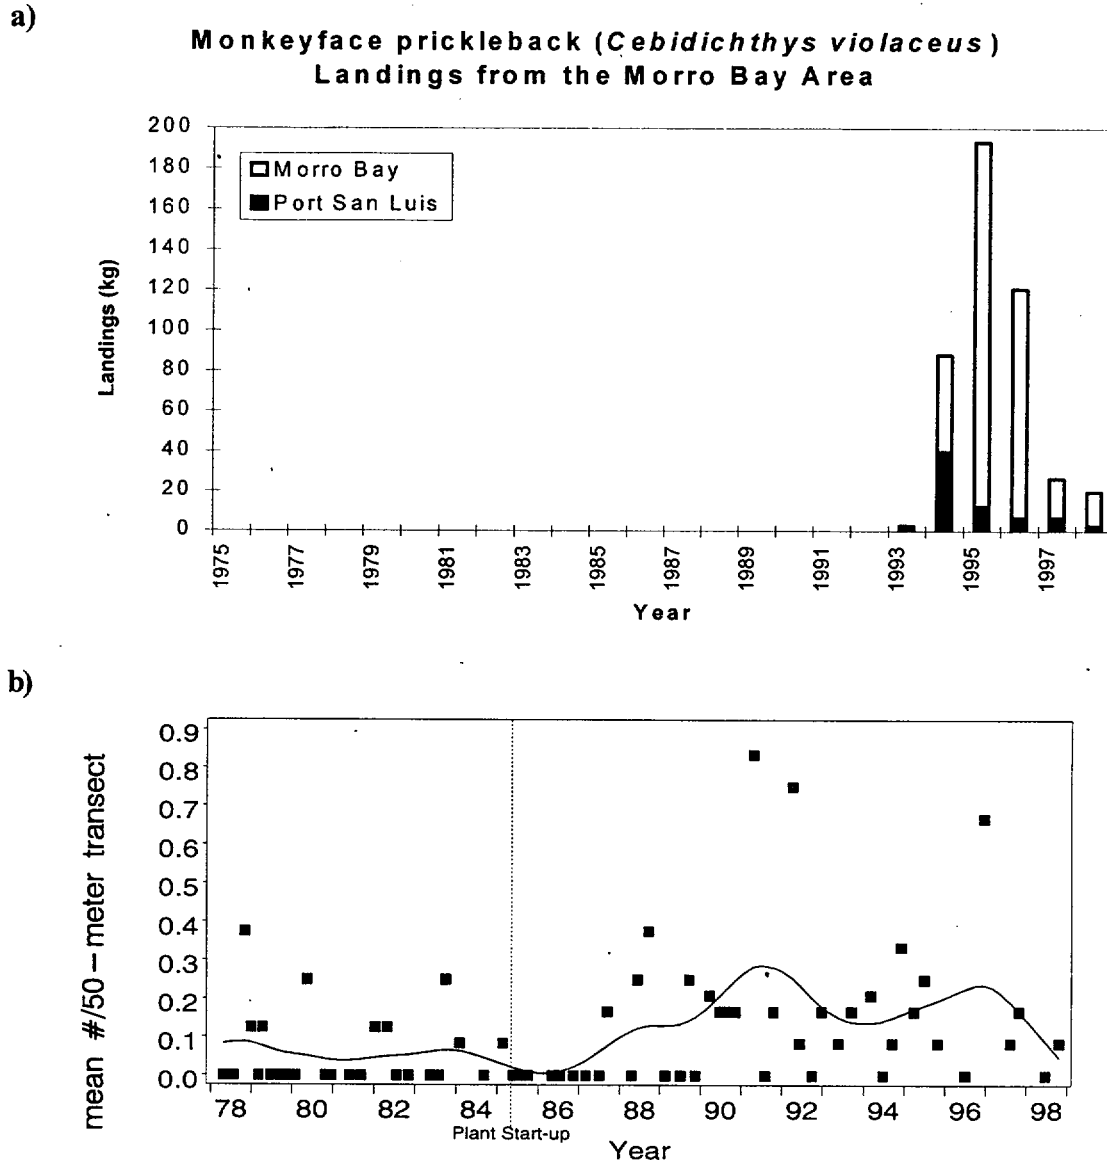 a)
Monkeyface prickleback (Cebidichthys violaceus)
Landings from the Morro Bay Area
Landings (kg)
200
180
160
140
120
100
80
60
40
20
0
Morro Bay
Port San Luis
1975 1977 1979 1981 1983 1985 1987 1989 1991 1993 1995 1997
Year
b)
mean #/50-meter transect
0.9
0.8
0.7
0.6
0.5
0.4
0.3
0.2
0.1
0.0
78 80 82 84 86 88 90 92 94 96 98
Plant Start-up
Year